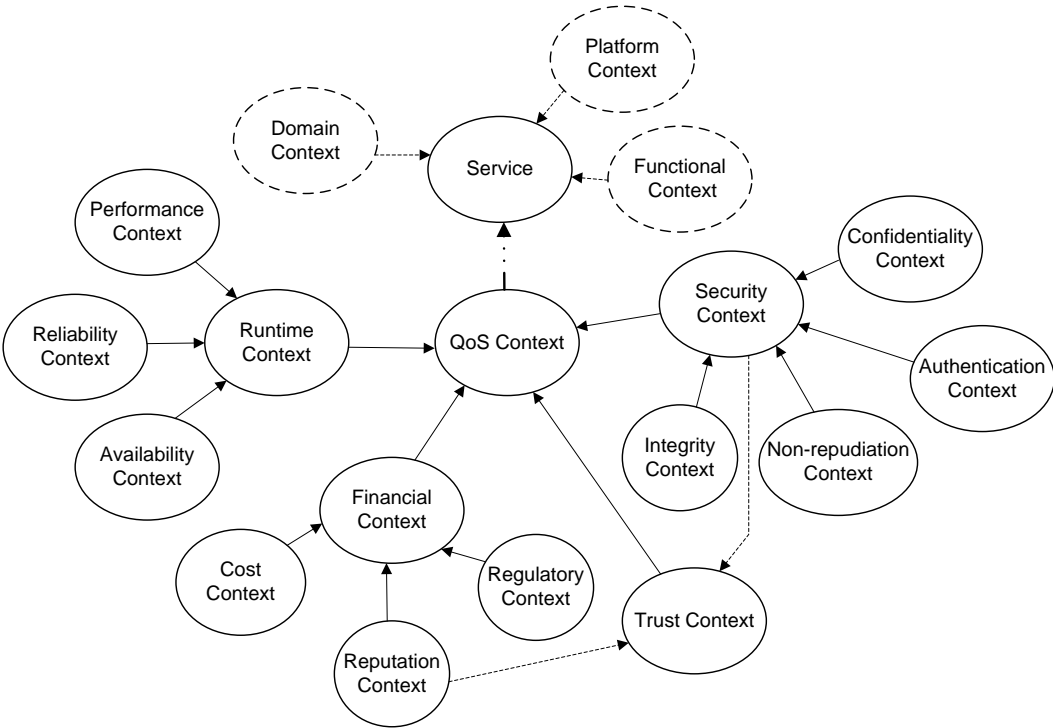 Platform
Context
Domain
Context
Service
Functional
Context
Performance
Context
Confidentiality
Context
Security
Context
Reliability
Context
Runtime
Context
QoS Context
Authentication
Context
Availability
Context
Integrity
Context
Non-repudiation
Context
Financial
Context
Cost
Context
Regulatory
Context
Trust Context
Reputation
Context